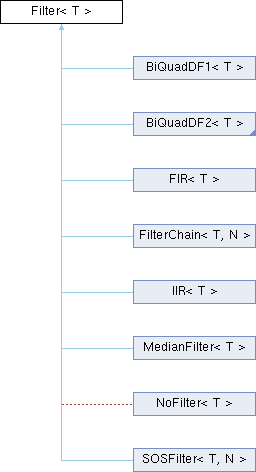 Filter< T >
BiQuadDF1< T >
BiQuadDF2< T >
FIR< T >
FilterChain< T, N >
IIR< T >
MedianFilter< T >
NoFilter< T >
SOSFilter< T, N >